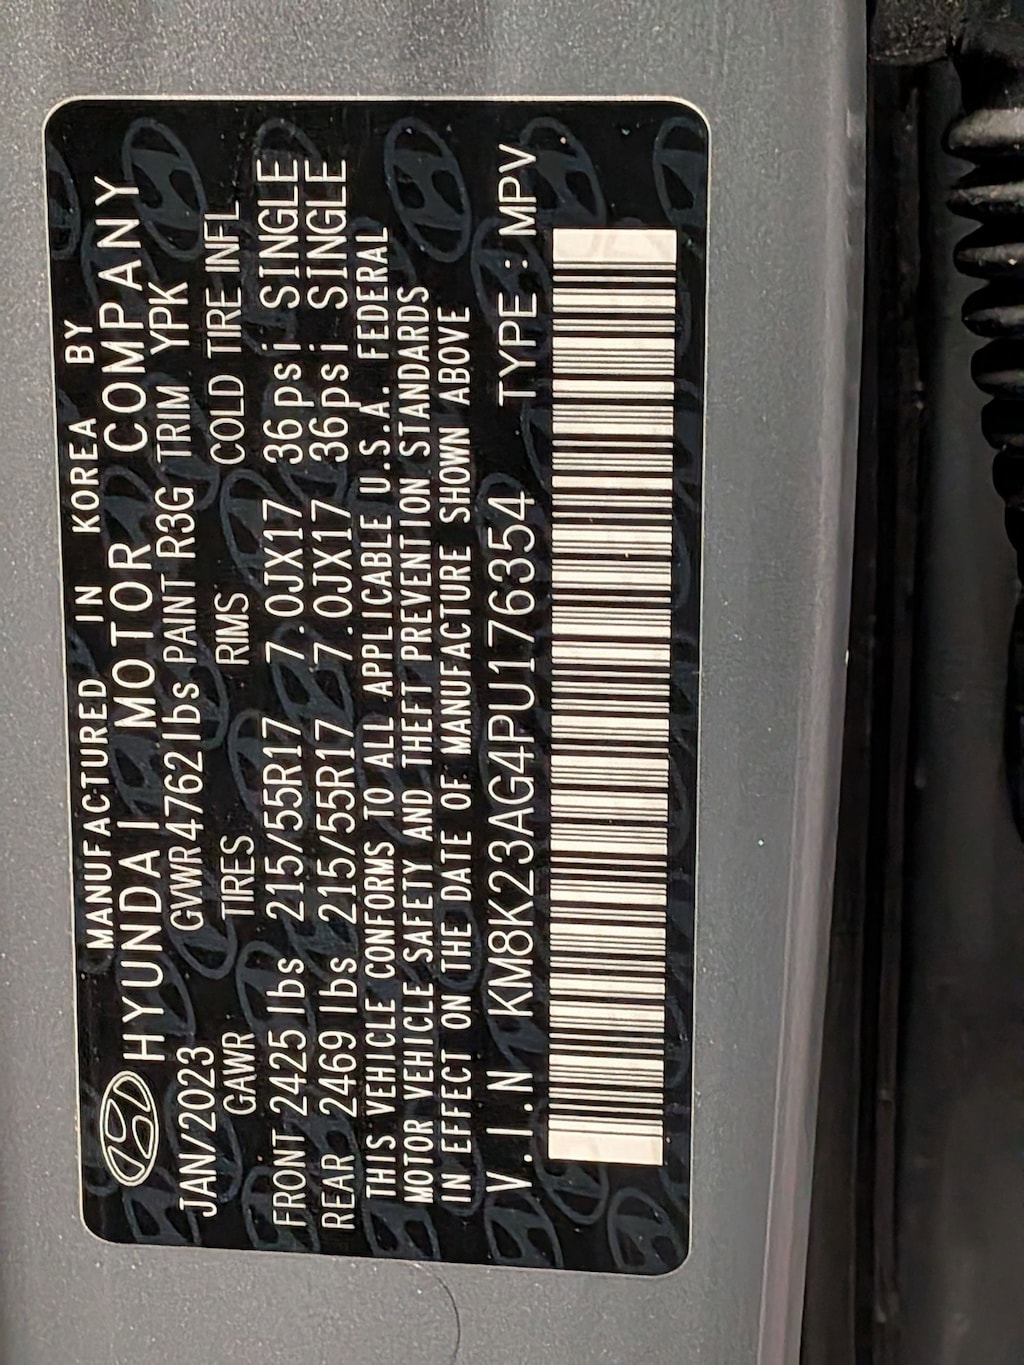 MANUFACTURED IN KOREA BY
HYUNDAI MOTOR COMPANY
JAN/2023 GVWR 4762lbs PAINT R3G TRIM YPK
GAWR TIRES RIMS COLD TIRE INFL
FRONT 2425 lbs 215/55R17 7.0JX17 36psi SINGLE
REAR 2469 lbs 215/55R17 7.0JX17 36psi SINGLE
THIS VEHICLE CONFORMS TO ALL APPLICABLE U.S.A. FEDERAL
MOTOR VEHICLE SAFETY AND THEFT PREVENTION STANDARDS
IN EFFECT ON THE DATE OF MANUFACTURE SHOWN ABOVE
V.I.N KM8K23AG4PU176354 TYPE : MPV